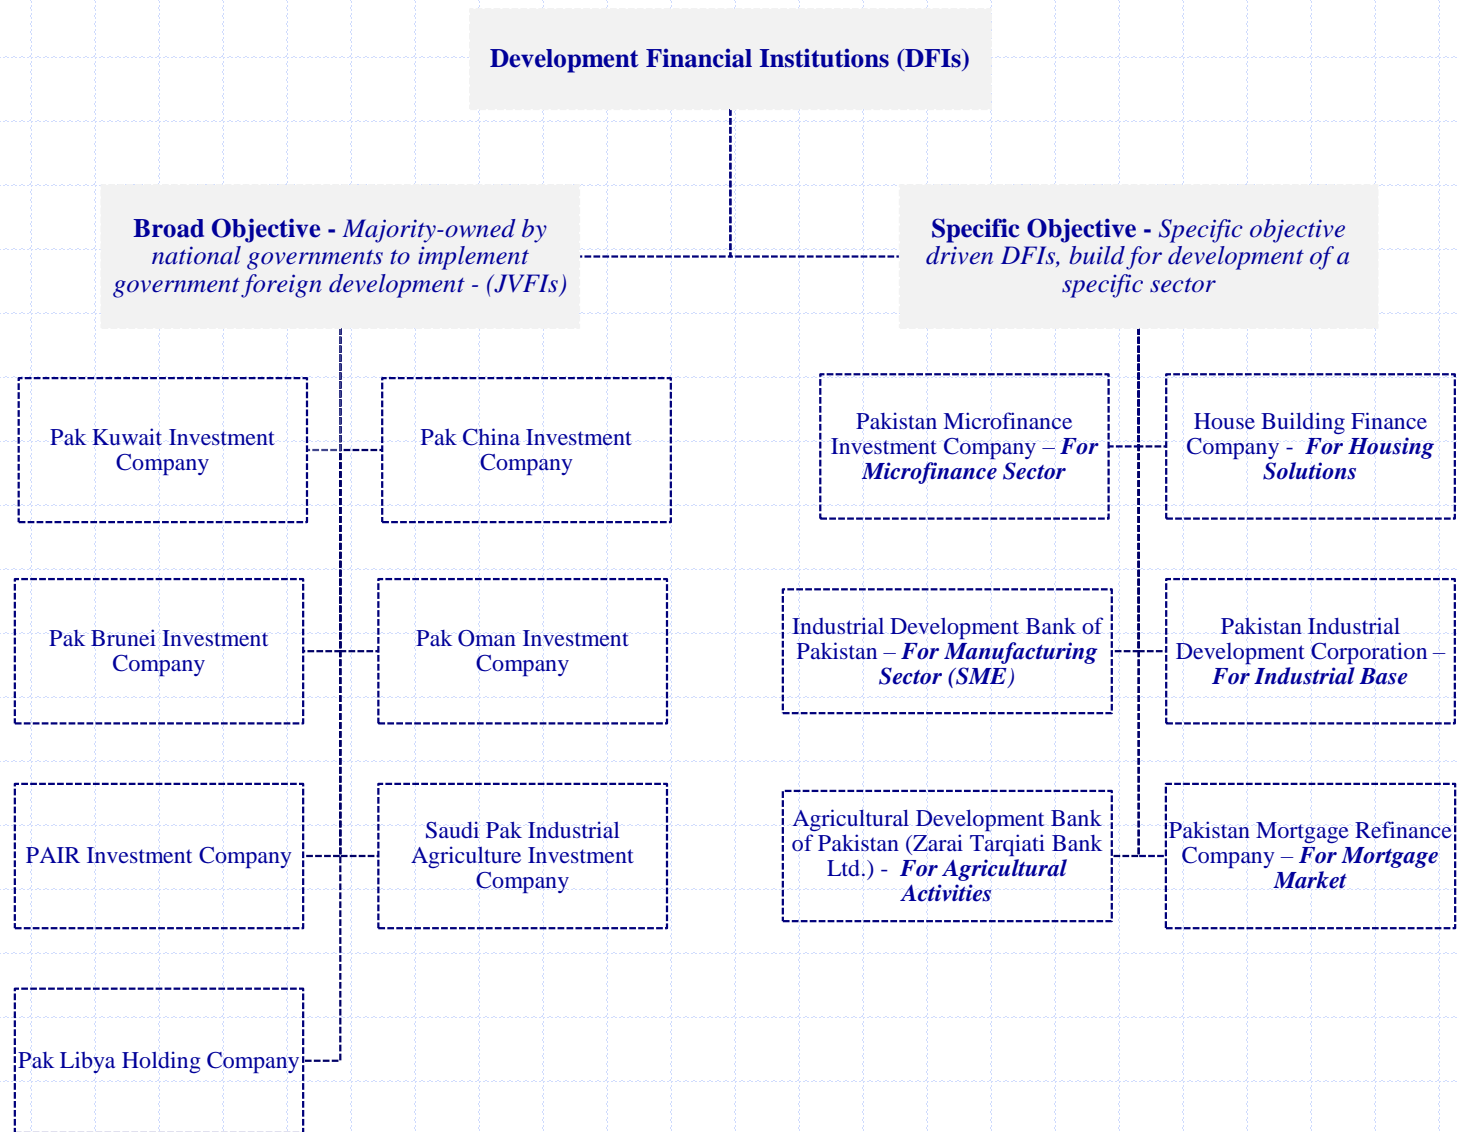 Development Financial Institutions (DFIs)
Broad Objective - Majority-owned by
national governments to implement
government foreign development - (JVFIs)
Specific Objective - Specific objective
driven DFIs, build for development of a
specific sector
Pak Kuwait Investment
Company
Pak China Investment
Company
Pakistan Microfinance
Investment Company – For
Microfinance Sector
House Building Finance
Company -  For Housing
Solutions
Pak Brunei Investment
Company
Pak Oman Investment
Company
Industrial Development Bank of
Pakistan – For Manufacturing
Sector (SME)
Pakistan Industrial
Development Corporation –
For Industrial Base
PAIR Investment Company
Saudi Pak Industrial
Agriculture Investment
Company
Agricultural Development Bank
of Pakistan (Zarai Tarqiati Bank
Ltd.) -  For Agricultural
Activities
Pakistan Mortgage Refinance
Company – For Mortgage
Market
Pak Libya Holding Company